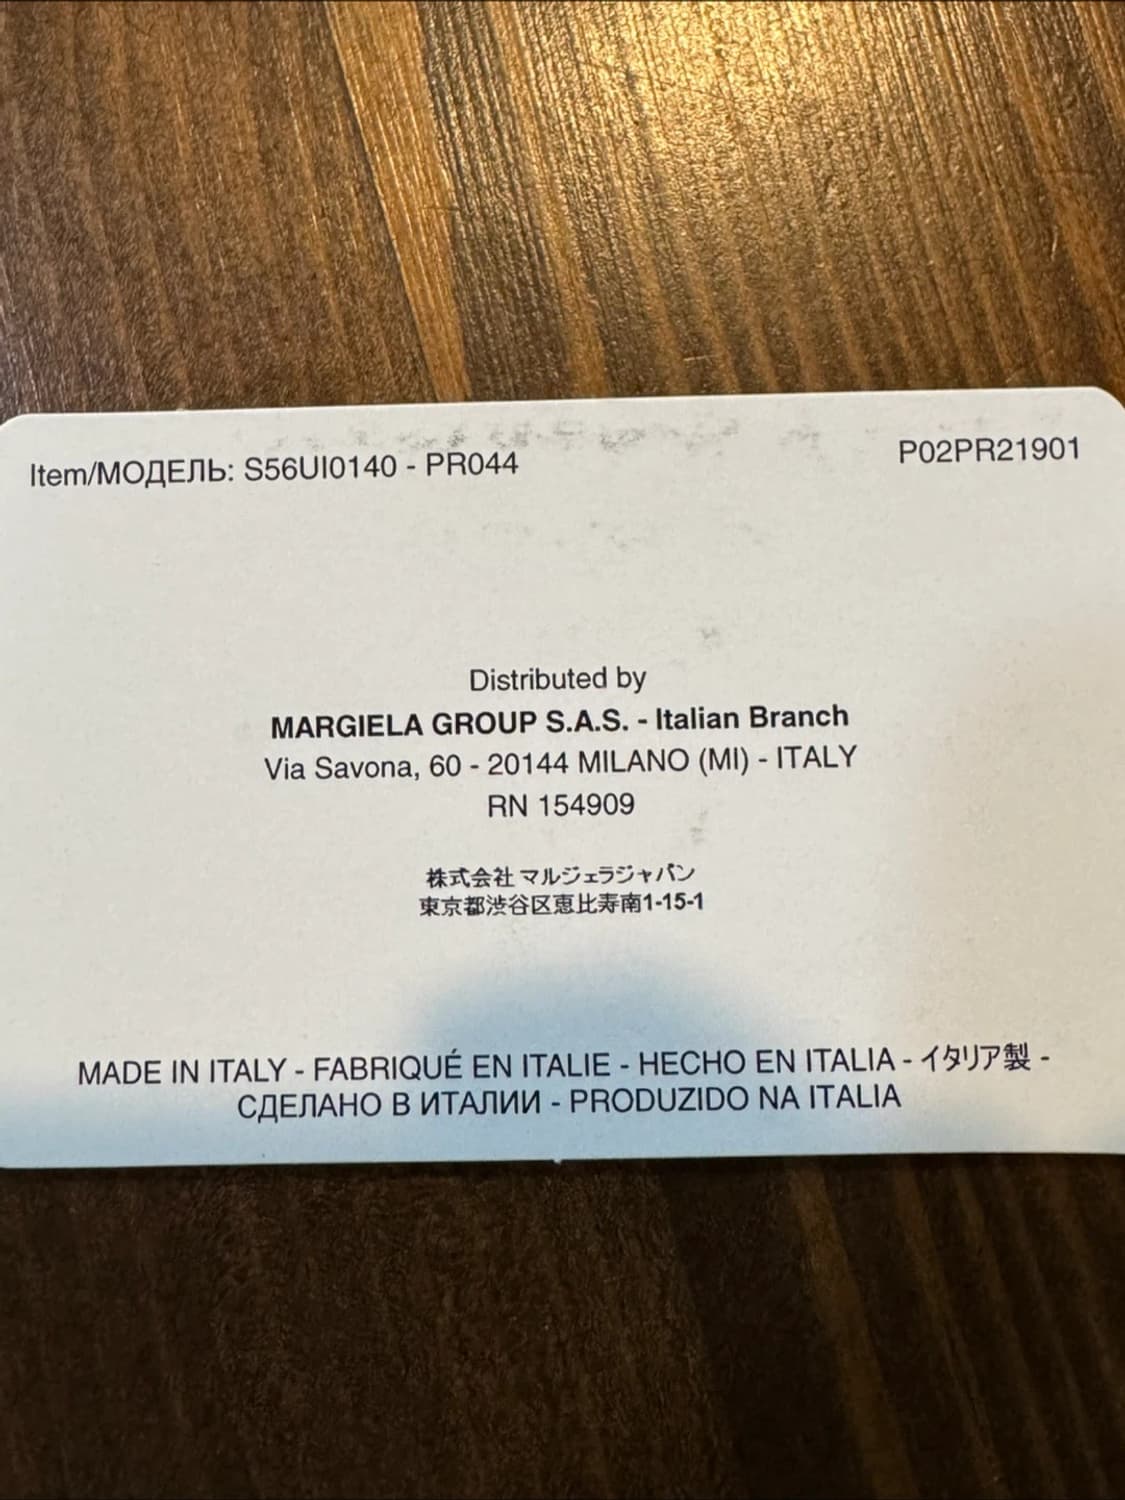 Item/МОДЕЛЬ: S56UI0140 - PR044
P02PR21901
Distributed by
MARGIELA GROUP S.A.S. - Italian Branch
Via Savona, 60 - 20144 MILANO (MI) - ITALY
RN 154909
株式会社 マルジェラジャパン
東京都渋谷区恵比寿南1-15-1
MADE IN ITALY - FABRIQUÉ EN ITALIE - HECHO EN ITALIA - イタリア製 -
СДЕЛАНО В ИТАЛИИ - PRODUZIDO NA ITALIA